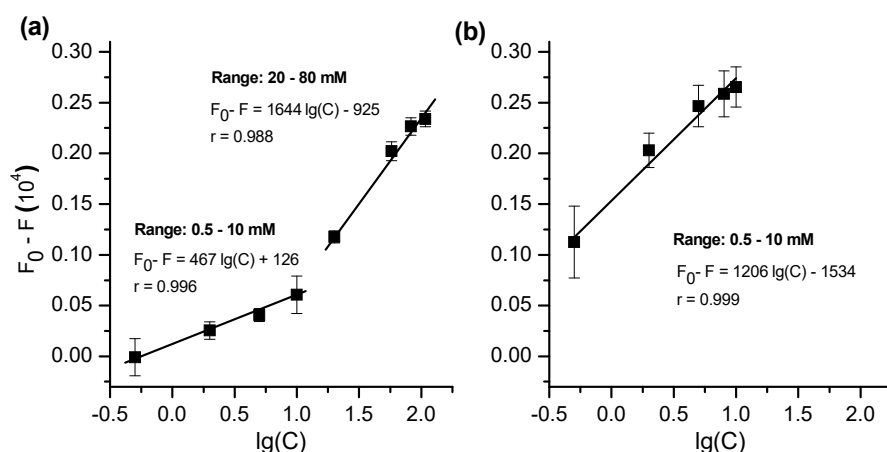 (a)
Range: 20 - 80 mM
F0- F = 1644 lg(C) - 925
r = 0.988
Range: 0.5 - 10 mM
F0- F = 467 lg(C) + 126
r = 0.996
F0 - F (10^4)
0.30
0.25
0.20
0.15
0.10
0.05
0.00
-0.5 0.0 0.5 1.0 1.5 2.0
lg(C)
(b)
Range: 0.5 - 10 mM
F0- F = 1206 lg(C) - 1534
r = 0.999
0.30
0.25
0.20
0.15
0.10
0.05
0.00
-0.5 0.0 0.5 1.0 1.5 2.0
lg(C)